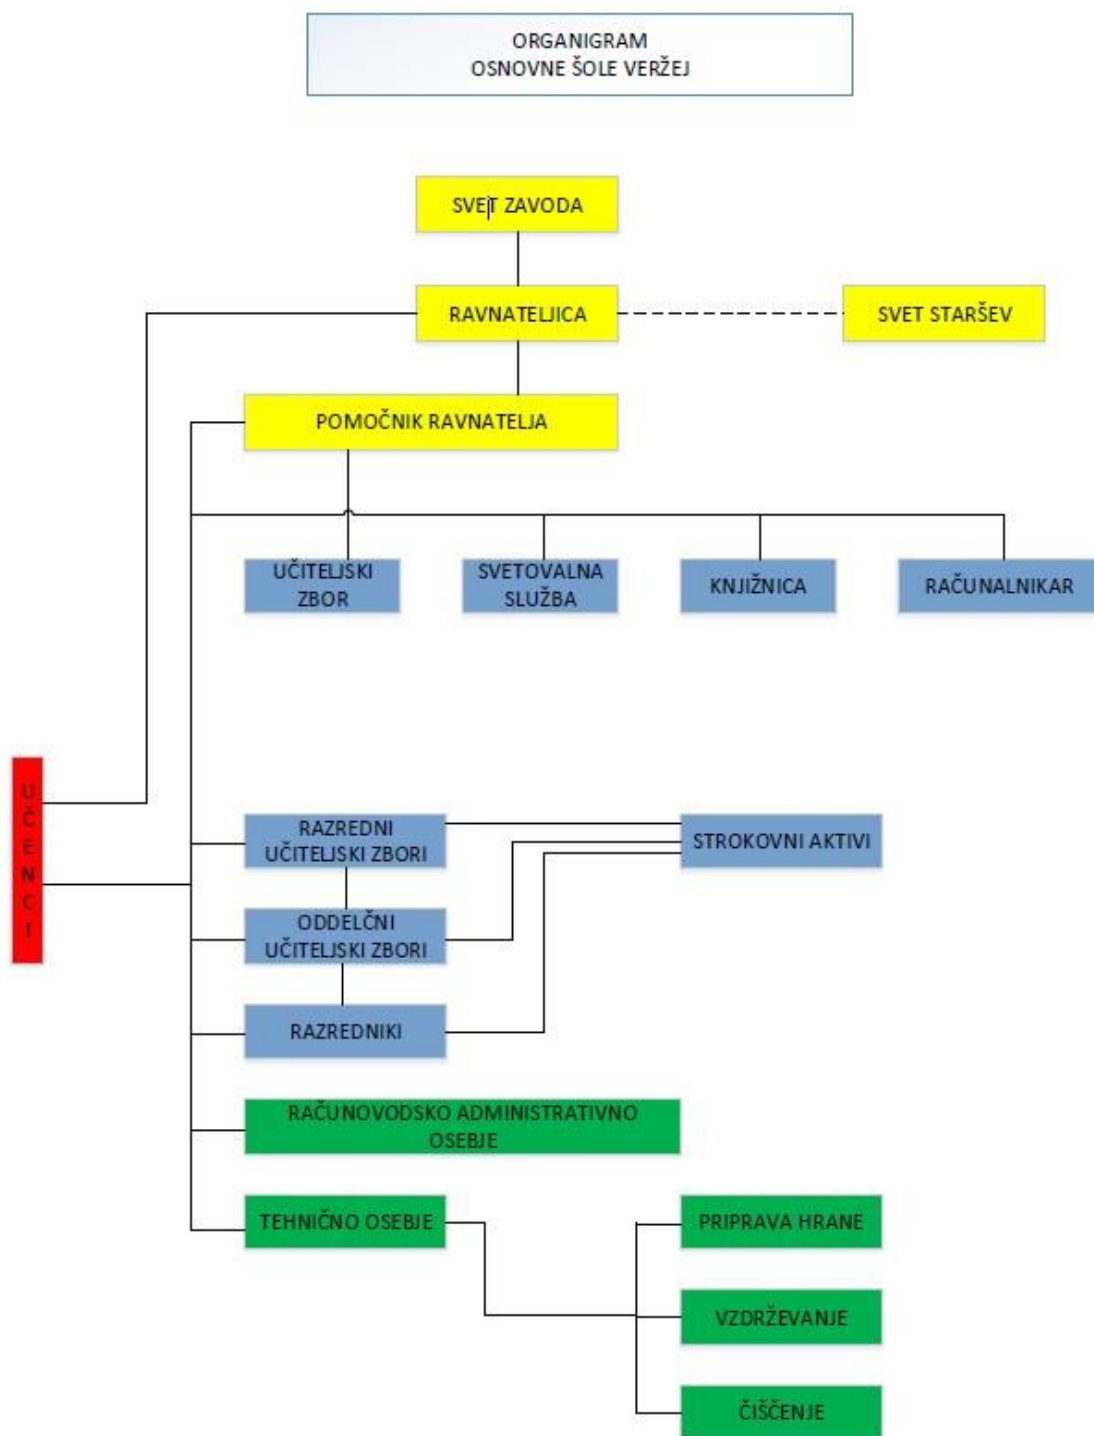 ORGANIGRAM
OSNOVNE ŠOLE VERŽEJ
SVET ZAVODA
RAVNATELJICA
SVET STARŠEV
POMOČNIK RAVNATELJA
UČITELJSKI
ZBOR
SVETOVALNA
SLUŽBA
KNJIŽNICA
RAČUNALNIKAR
UČENCI
RAZREDNI
UČITELJSKI ZBORI
STROKOVNI AKTIVI
ODDELČNI
UČITELJSKI ZBORI
RAZREDNIKI
RAČUNOVODSKO ADMINISTRATIVNO
OSEBJE
TEHNIČNO OSEBJE
PRIPRAVA HRANE
VZDRŽEVANJE
ČIŠČENJE